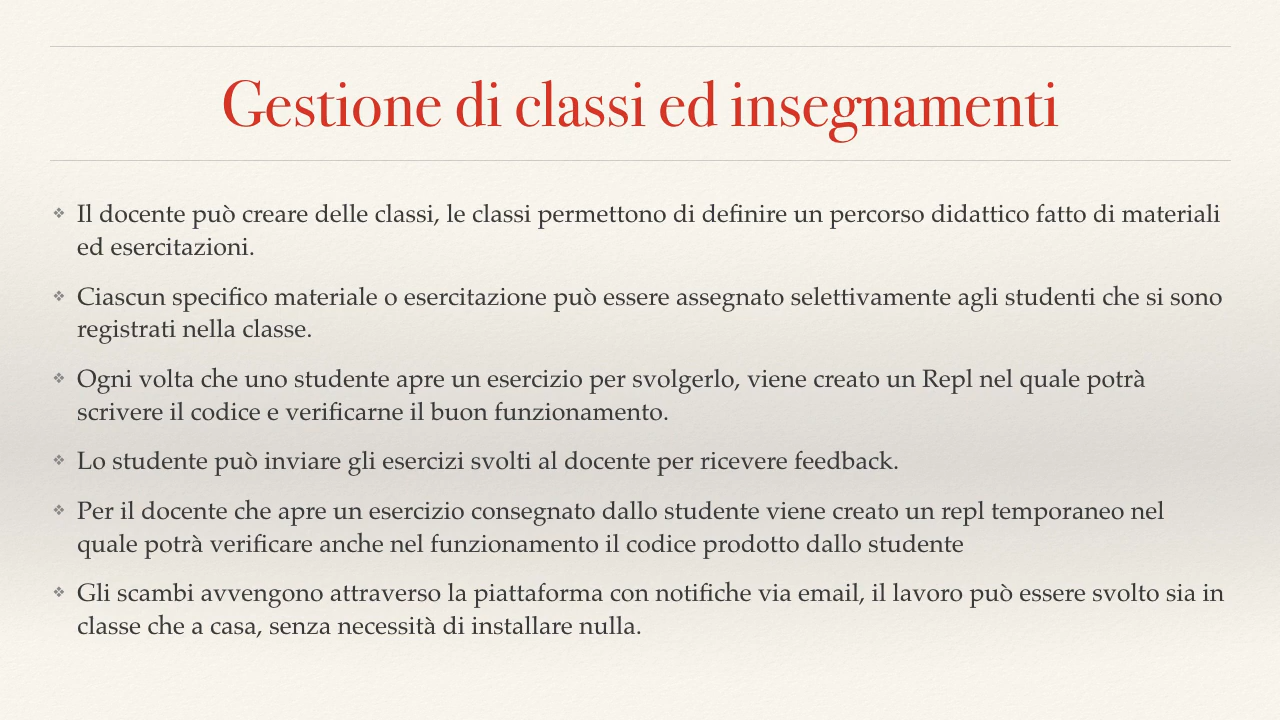 Gestione di classi ed insegnamenti
❖ Il docente può creare delle classi, le classi permettono di definire un percorso didattico fatto di materiali
ed esercitazioni.
❖ Ciascun specifico materiale o esercitazione può essere assegnato selettivamente agli studenti che si sono
registrati nella classe.
❖ Ogni volta che uno studente apre un esercizio per svolgerlo, viene creato un Repl nel quale potrà
scrivere il codice e verificarne il buon funzionamento.
❖ Lo studente può inviare gli esercizi svolti al docente per ricevere feedback.
❖ Per il docente che apre un esercizio consegnato dallo studente viene creato un repl temporaneo nel
quale potrà verificare anche nel funzionamento il codice prodotto dallo studente
❖ Gli scambi avvengono attraverso la piattaforma con notifiche via email, il lavoro può essere svolto sia in
classe che a casa, senza necessità di installare nulla.